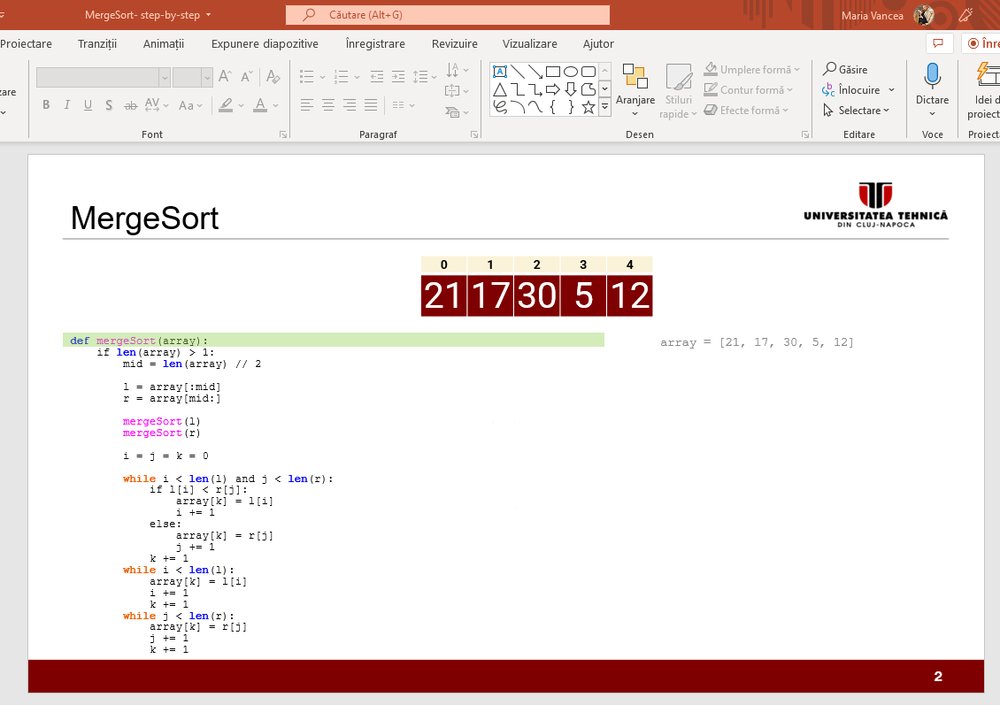 MergeSort- step-by-step
Căutare (Alt+G)
Maria Vancea
Proiectare Tranziții Animații Expunere diapozitive Înregistrare Revizuire Vizualizare Ajutor
Umplere formă
Contur formă
Efecte formă
Aranjare
Stiluri
rapide
Găsire
Înlocuire
Selectare
Dictare
Idei d
proiect
B I U S ab AV Aa A
Font
Paragraf
Desen
Editare
Voce
Proiect
MergeSort
UNIVERSITATEA TEHNICĂ
DIN CLUJ-NAPOCA
0 1 2 3 4
21 17 30 5 12
def mergeSort(array):
    if len(array) > 1:
        mid = len(array) // 2
        l = array[:mid]
        r = array[mid:]
        mergeSort(l)
        mergeSort(r)
        i = j = k = 0
        while i < len(l) and j < len(r):
            if l[i] < r[j]:
                array[k] = l[i]
                i += 1
            else:
                array[k] = r[j]
                j += 1
            k += 1
        while i < len(l):
            array[k] = l[i]
            i += 1
            k += 1
        while j < len(r):
            array[k] = r[j]
            j += 1
            k += 1
array = [21, 17, 30, 5, 12]
2